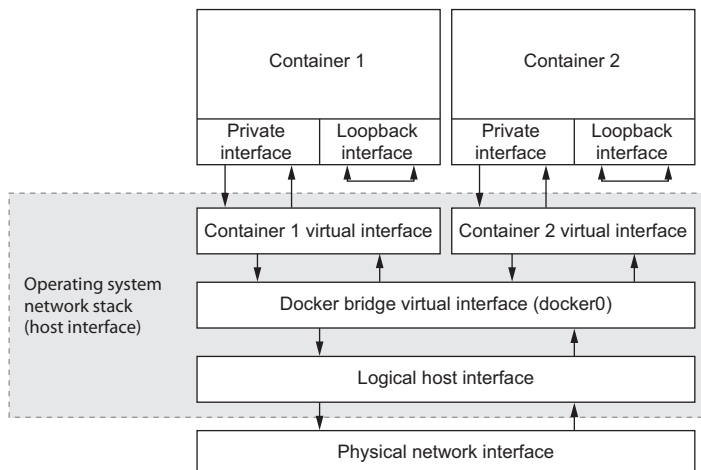 Container 1
Container 2
Private
interface
Loopback
interface
Private
interface
Loopback
interface
Container 1 virtual interface
Container 2 virtual interface
Operating system
network stack
(host interface)
Docker bridge virtual interface (docker0)
Logical host interface
Physical network interface